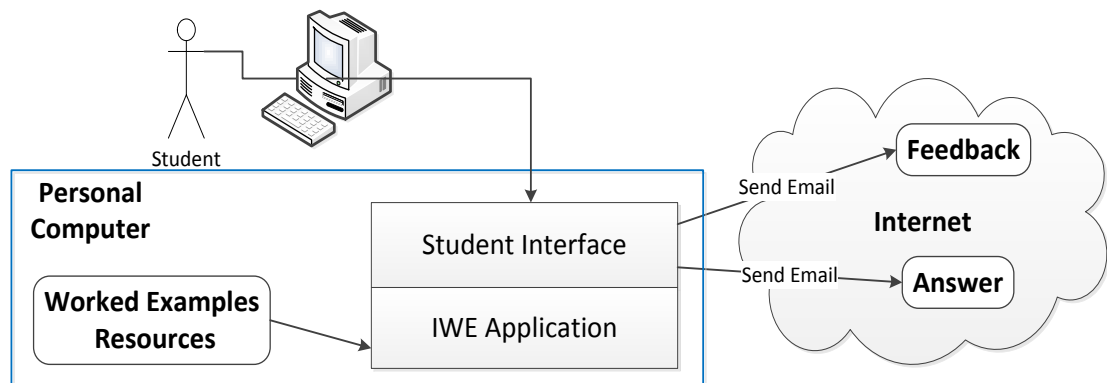 Student
Personal
Computer
Student Interface
IWE Application
Worked Examples
Resources
Send Email
Send Email
Feedback
Internet
Answer